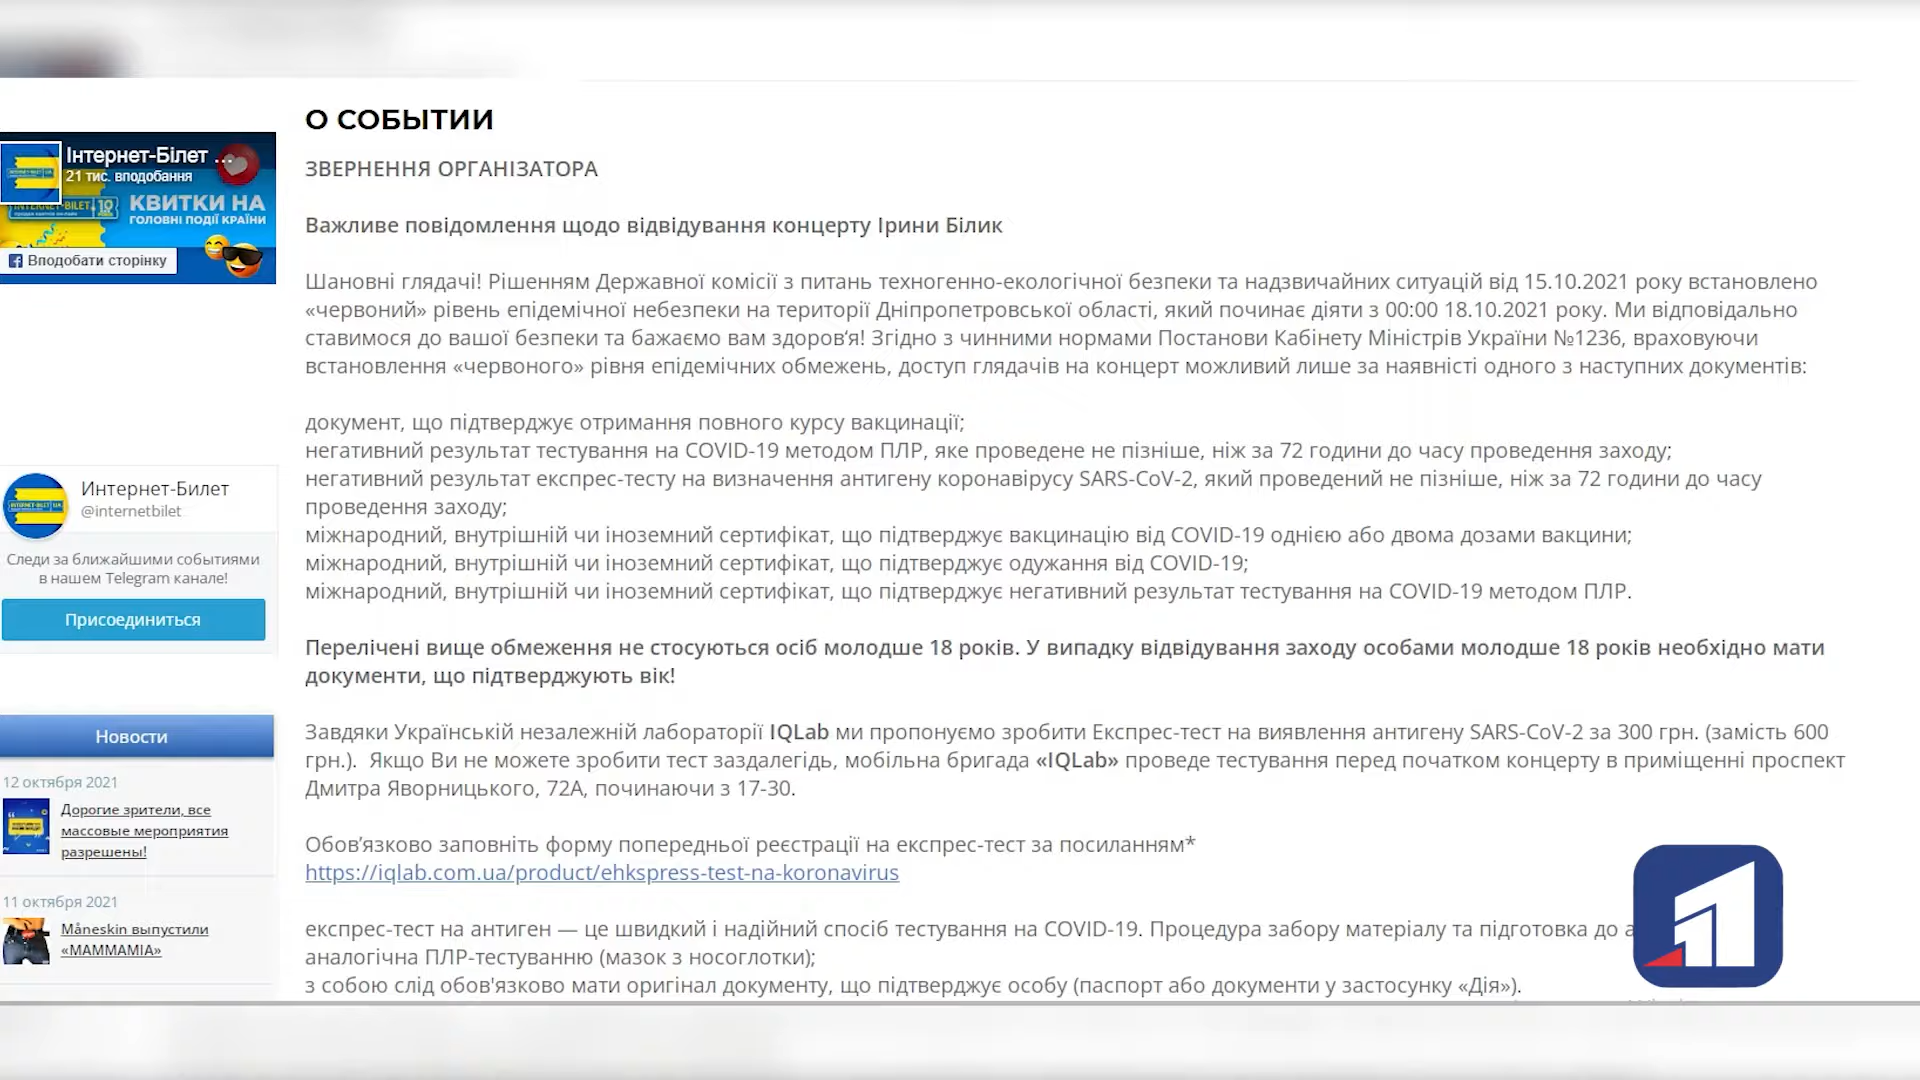 О СОБЫТИИ
ЗВЕРНЕННЯ ОРГАНІЗАТОРА
Важливе повідомлення щодо відвідування концерту Ірини Білик
Шановні глядачі! Рішенням Державної комісії з питань техногенно-екологічної безпеки та надзвичайних ситуацій від 15.10.2021 року встановлено
«червоний» рівень епідемічної небезпеки на території Дніпропетровської області, який починає діяти з 00:00 18.10.2021 року. Ми відповідально
ставимося до вашої безпеки та бажаємо вам здоров‘я! Згідно з чинними нормами Постанови Кабінету Міністрів України №1236, враховуючи
встановлення «червоного» рівня епідемічних обмежень, доступ глядачів на концерт можливий лише за наявністі одного з наступних документів:
документ, що підтверджує отримання повного курсу вакцинації;
негативний результат тестування на COVID-19 методом ПЛР, яке проведене не пізніше, ніж за 72 години до часу проведення заходу;
негативний результат експрес-тесту на визначення антигену коронавірусу SARS-CoV-2, який проведений не пізніше, ніж за 72 години до часу
проведення заходу;
міжнародний, внутрішній чи іноземний сертифікат, що підтверджує вакцинацію від COVID-19 однією або двома дозами вакцини;
міжнародний, внутрішній чи іноземний сертифікат, що підтверджує одужання від COVID-19;
міжнародний, внутрішній чи іноземний сертифікат, що підтверджує негативний результат тестування на COVID-19 методом ПЛР.
Перелічені вище обмеження не стосуються осіб молодше 18 років. У випадку відвідування заходу особами молодше 18 років необхідно мати
документи, що підтверджують вік!
Завдяки Українській незалежній лабораторії IQLab ми пропонуємо зробити Експрес-тест на виявлення антигену SARS-CoV-2 за 300 грн. (замість 600
грн.). Якщо Ви не можете зробити тест заздалегідь, мобільна бригада «IQLab» проведе тестування перед початком концерту в приміщенні проспект
Дмитра Яворницького, 72А, починаючи з 17-30.
Обов’язково заповніть форму попередньої реєстрації на експрес-тест за посиланням*
https://iqlab.com.ua/product/ehkspress-test-na-koronavirus
експрес-тест на антиген — це швидкий і надійний спосіб тестування на COVID-19. Процедура забору матеріалу та підготовка до
аналогічна ПЛР-тестуванню (мазок з носоглотки);
з собою слід обов'язково мати оригінал документу, що підтверджує особу (паспорт або документи у застосунку «Дія»).
Інтернет-Білет ...
21 тис. вподобання
INTERNET-BILET 10
КВИТКИ НА
ГОЛОВНІ ПОДІЇ КРАЇНИ
Вподобати сторінку
Интернет-Билет
@internetbilet
Следи за ближайшими событиями
в нашем Telegram канале!
Присоединиться
Новости
12 октября 2021
Дорогие зрители, все
массовые мероприятия
разрешены!
11 октября 2021
Måneskin выпустили
«MAMMAMIA»